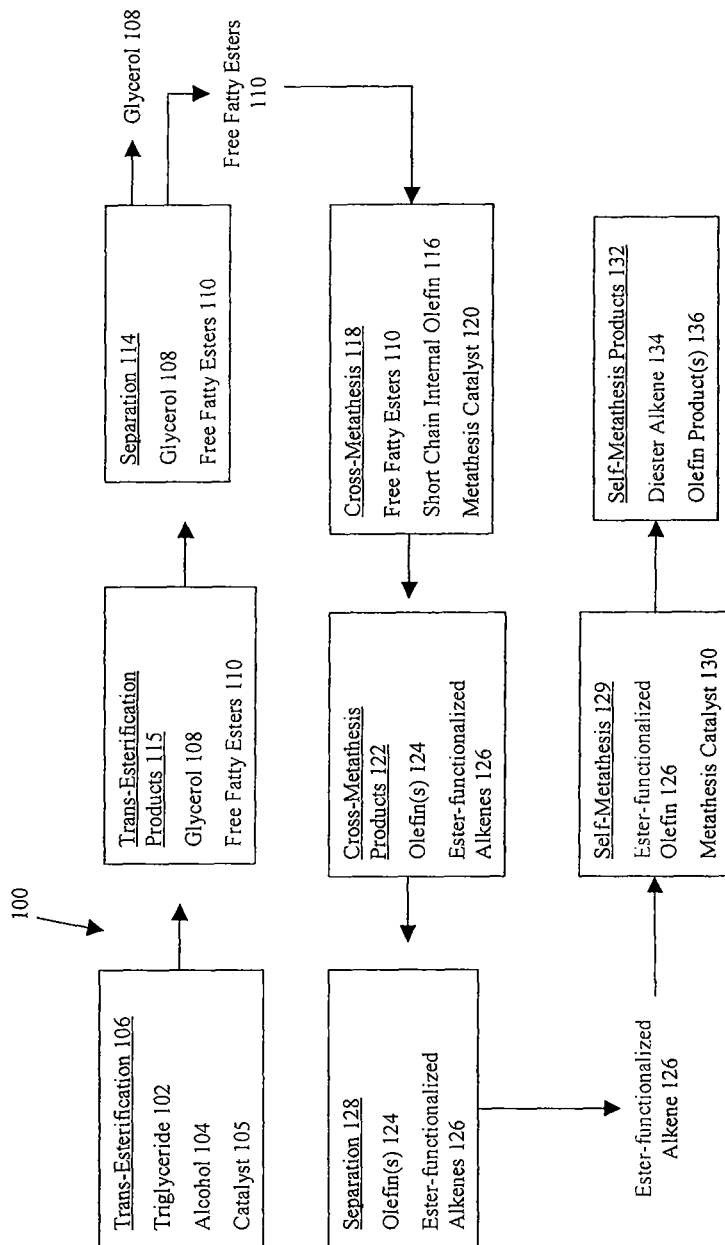 100
Trans-Esterification 106
Triglyceride 102
Alcohol 104
Catalyst 105
Trans-Esterification
Products 115
Glycerol 108
Free Fatty Esters 110
Separation 114
Glycerol 108
Free Fatty Esters 110
Glycerol 108
Free Fatty Esters
110
Cross-Metathesis 118
Free Fatty Esters 110
Short Chain Internal Olefin 116
Metathesis Catalyst 120
Cross-Metathesis
Products 122
Olefin(s) 124
Ester-functionalized
Alkenes 126
Separation 128
Olefin(s) 124
Ester-functionalized
Alkenes 126
Ester-functionalized
Alkene 126
Self-Metathesis 129
Ester-functionalized
Olefin 126
Metathesis Catalyst 130
Self-Metathesis Products 132
Diester Alkene 134
Olefin Product(s) 136